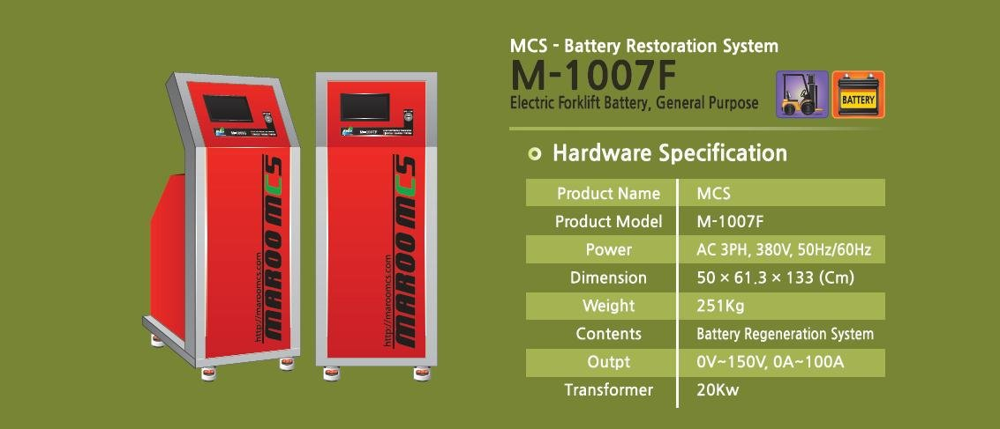 MCS - Battery Restoration System
M-1007F
Electric Forklift Battery, General Purpose
BATTERY
Hardware Specification
Product Name MCS
Product Model M-1007F
Power AC 3PH, 380V, 50Hz/60Hz
Dimension 50 × 61.3 × 133 (Cm)
Weight 251Kg
Contents Battery Regeneration System
Outpt 0V~150V, 0A~100A
Transformer 20Kw
http://maroomcs.com
MAROO MCS
http://maroomcs.com
MAROO MCS
M-1007F